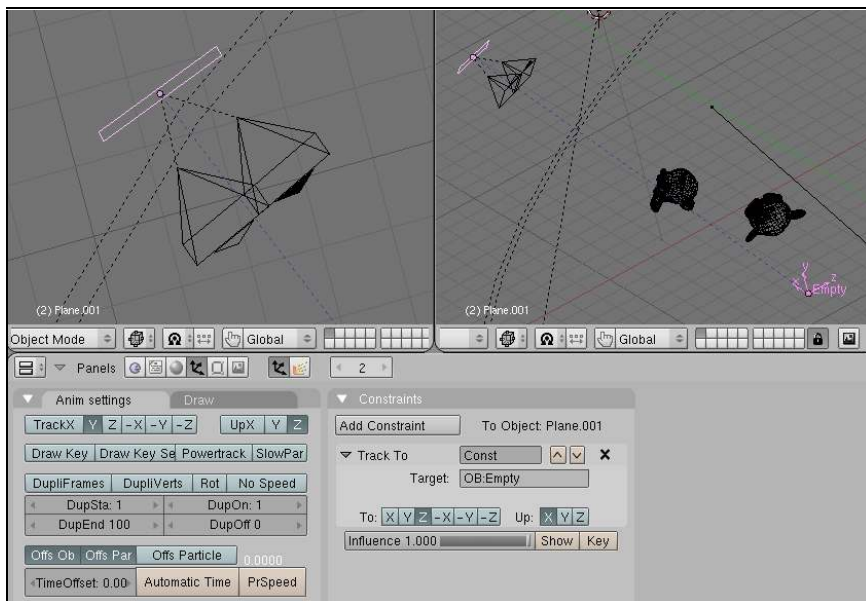 y
z
x
Empty
(2) Plane.001
(2) Plane.001
Object Mode
Global
Global
Panels
2
Anim settings
Draw
TrackX Y Z -X -Y -Z
UpX Y Z
Draw Key
Draw Key Se
Powertrack
SlowPar
DupliFrames
DupliVerts
Rot
No Speed
DupSta: 1
DupOn: 1
DupEnd 100
DupOff 0
Offs Ob
Offs Par
Offs Particle
0.0000
TimeOffset: 0.00
Automatic Time
PrSpeed
Constraints
Add Constraint
To Object: Plane.001
Track To
Const
Target:
OB:Empty
To: X Y Z -X -Y -Z
Up: X Y Z
Influence 1.000
Show
Key